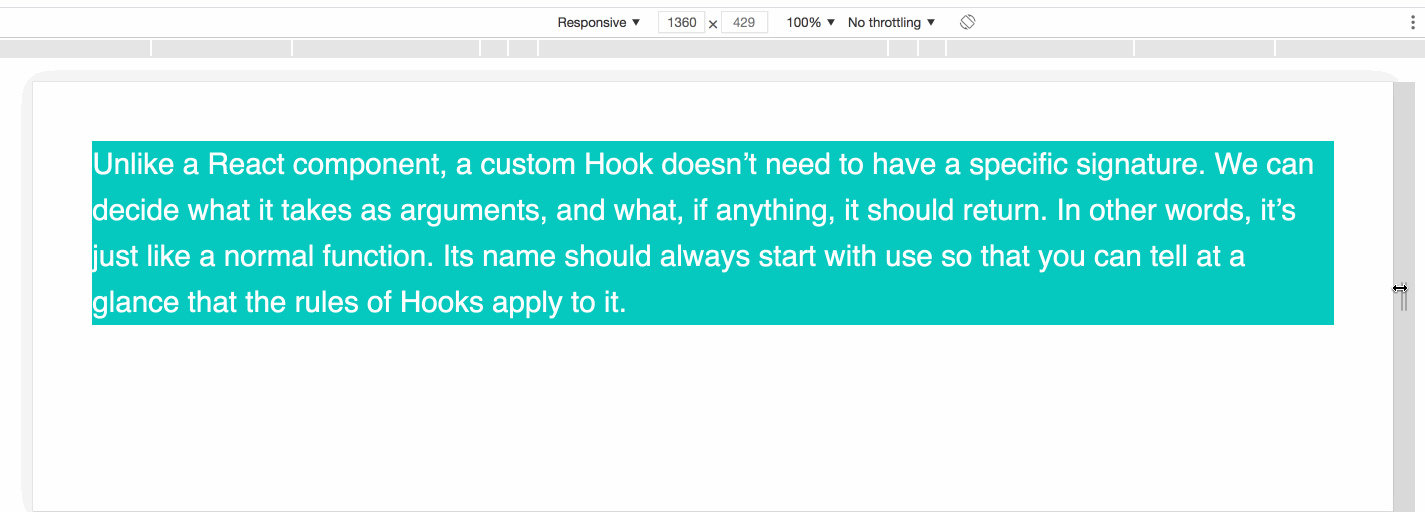 Responsive ▼ 1360 × 429 100% ▼ No throttling ▼
Unlike a React component, a custom Hook doesn’t need to have a specific signature. We can
decide what it takes as arguments, and what, if anything, it should return. In other words, it’s
just like a normal function. Its name should always start with use so that you can tell at a
glance that the rules of Hooks apply to it.